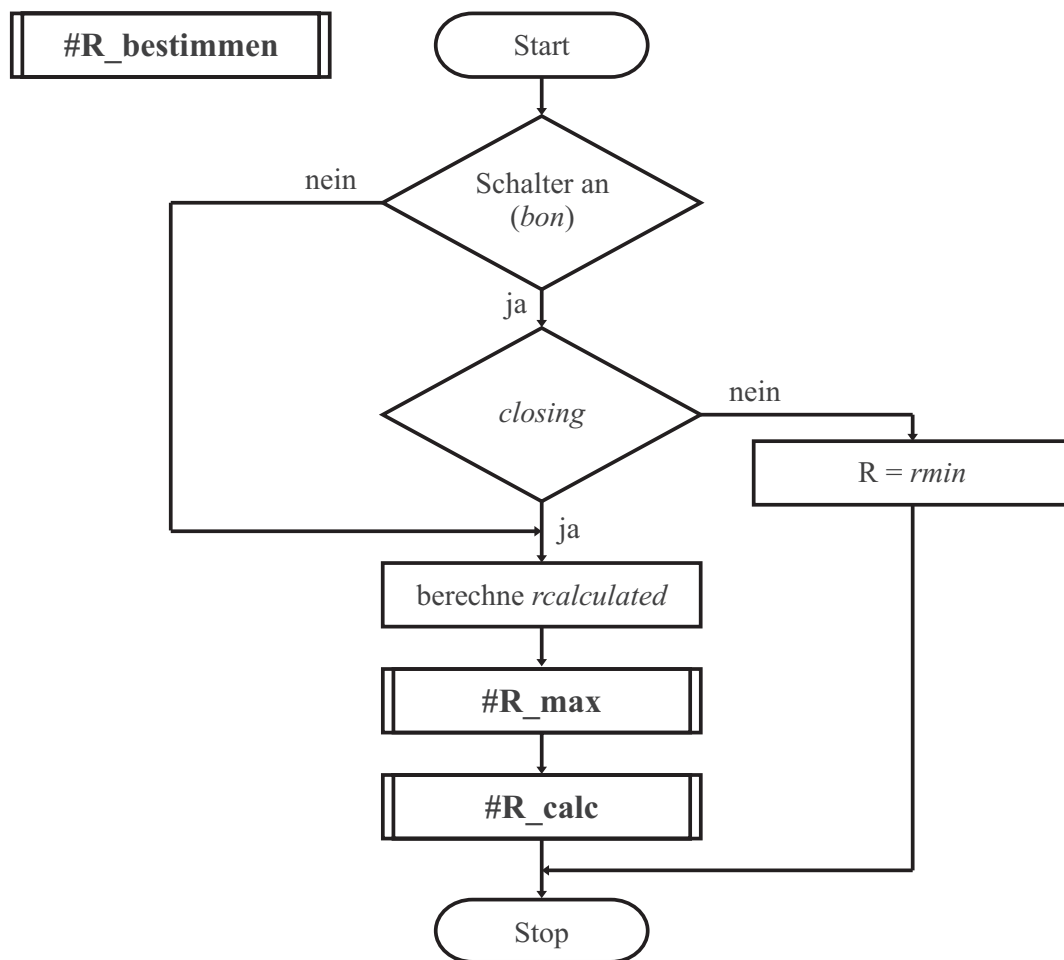 #R_bestimmen
Start
nein
Schalter an
(bon)
ja
closing
nein
R = rmin
ja
berechne rcalculated
#R_max
#R_calc
Stop